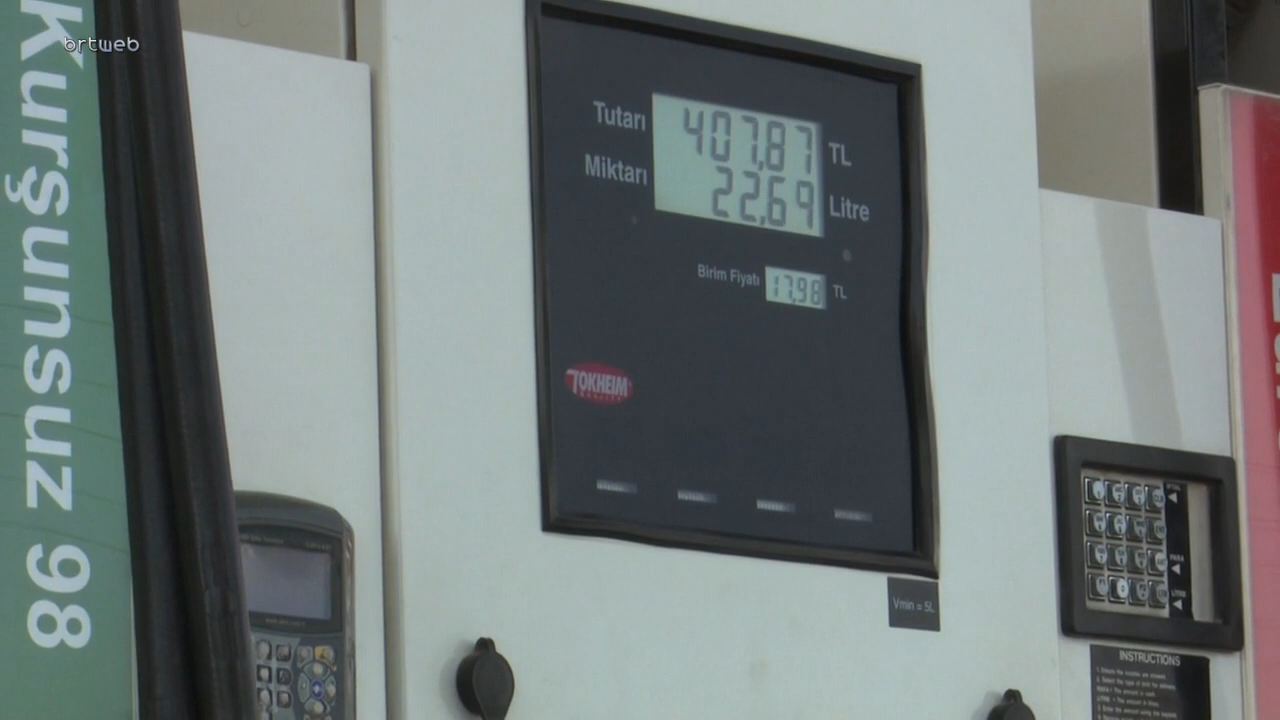 brtweb
Kurşunsuz 98
Tutarı 407,87 TL
Miktarı 22,69 Litre
Birim Fiyatı 17,98 TL
TOKHEIM
Vmin = 5L
INSTRUCTIONS